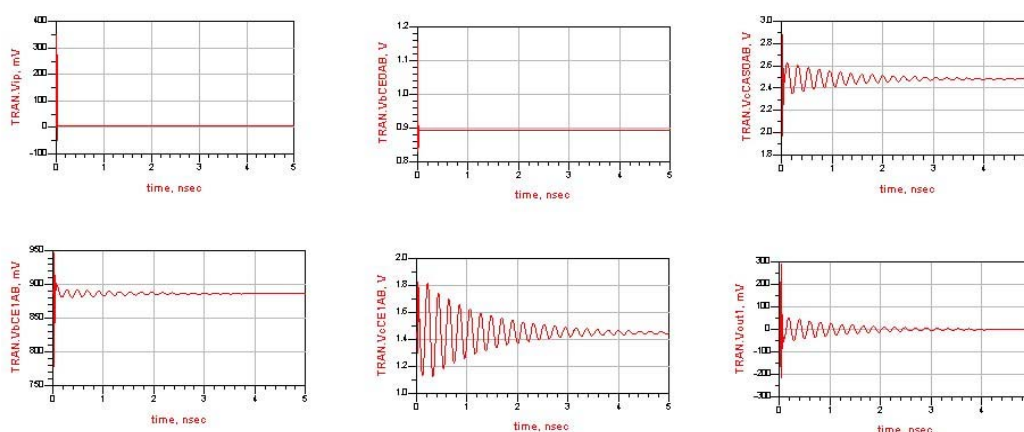 TRAN.Vip, mV
400
300
200
100
0
-100
0 1 2 3 4 5
time, nsec
TRAN.VbCE0AB, V
1.2
1.1
1.0
0.9
0.8
0 1 2 3 4 5
time, nsec
TRAN.VcCAS0AB, V
3.0
2.8
2.6
2.4
2.2
2.0
1.8
0 1 2 3 4
time, nsec
TRAN.VbCE1AB, mV
950
900
850
800
750
0 1 2 3 4 5
time, nsec
TRAN.VcCE1AB, V
2.0
1.8
1.6
1.4
1.2
1.0
0 1 2 3 4 5
time, nsec
TRAN.Vout1, mV
300
200
100
0
-100
-200
-300
0 1 2 3 4
time, nsec